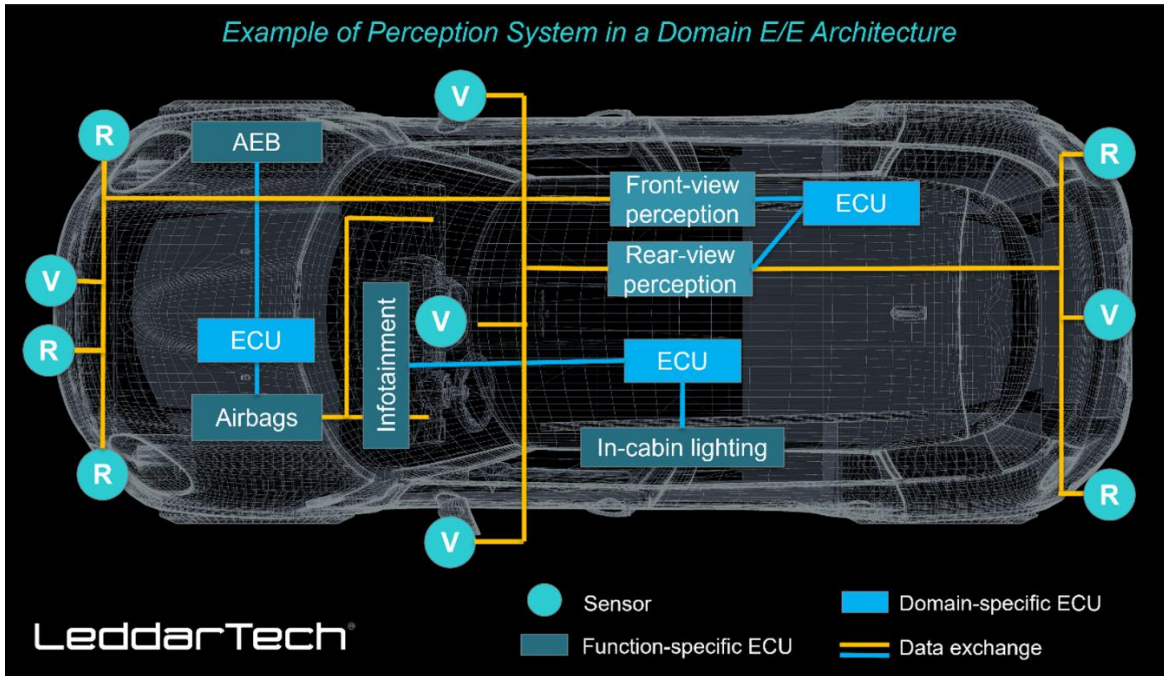 Example of Perception System in a Domain E/E Architecture
V
R
AEB
R
Front-view
perception
ECU
Rear-view
perception
V
V
V
R
ECU
Infotainment
ECU
Airbags
In-cabin lighting
R
R
V
Sensor
Domain-specific ECU
LeddarTech®
Function-specific ECU
Data exchange